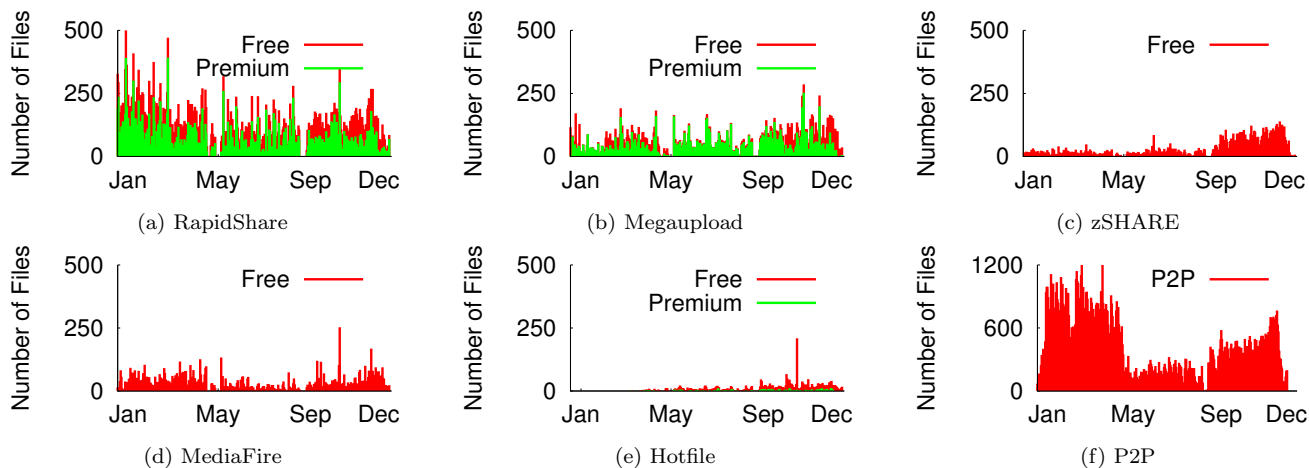 Number of Files
500
250
0
Free
Premium
Jan May Sep Dec
(a) RapidShare
Number of Files
500
250
0
Free
Premium
Jan May Sep Dec
(b) Megaupload
Number of Files
500
250
0
Free
Jan May Sep Dec
(c) zSHARE
Number of Files
500
250
0
Free
Jan May Sep Dec
(d) MediaFire
Number of Files
500
250
0
Free
Premium
Jan May Sep Dec
(e) Hotfile
Number of Files
1200
600
0
P2P
Jan May Sep Dec
(f) P2P